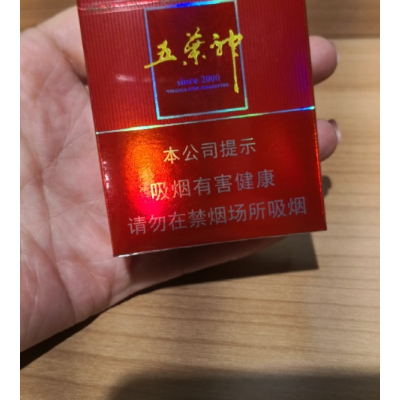 五叶神
since 2000
本公司提示
吸烟有害健康
请勿在禁烟场所吸烟